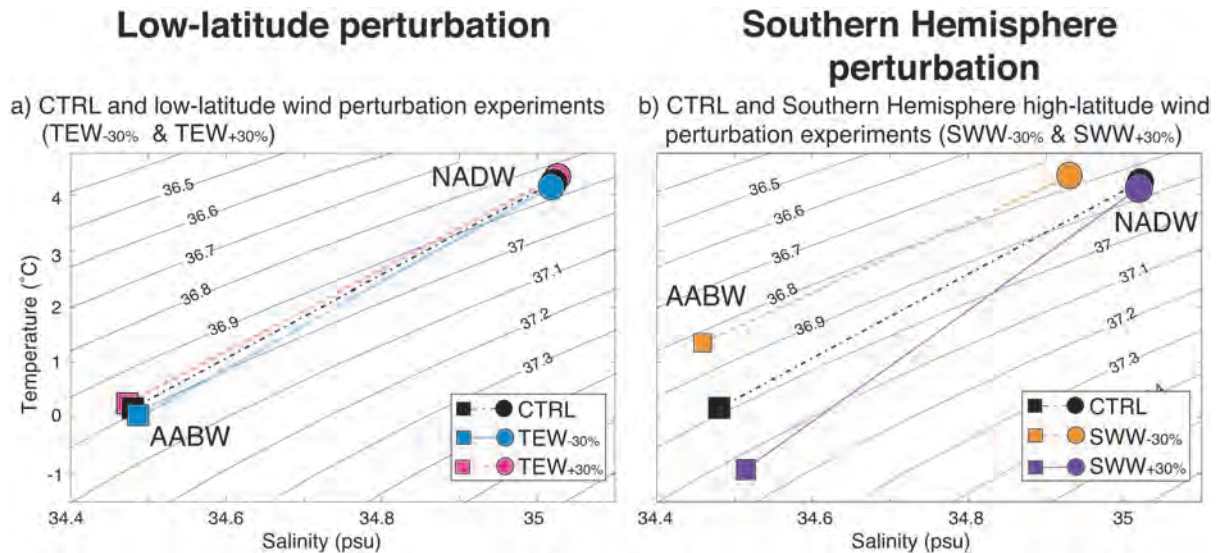 Low-latitude perturbation
Southern Hemisphere
perturbation
a) CTRL and low-latitude wind perturbation experiments
(TEW-30% & TEW+30%)
b) CTRL and Southern Hemisphere high-latitude wind
perturbation experiments (SWW-30% & SWW+30%)
Temperature (°C)
4
3
2
1
0
-1
36.5
36.6
36.7
36.8
36.9
37
37.1
37.2
37.3
NADW
AABW
CTRL
TEW-30%
TEW+30%
34.4
34.6
34.8
35
Salinity (psu)
36.5
36.6
36.7
36.8
36.9
37
37.1
37.2
37.3
NADW
AABW
CTRL
SWW-30%
SWW+30%
34.4
34.6
34.8
35
Salinity (psu)